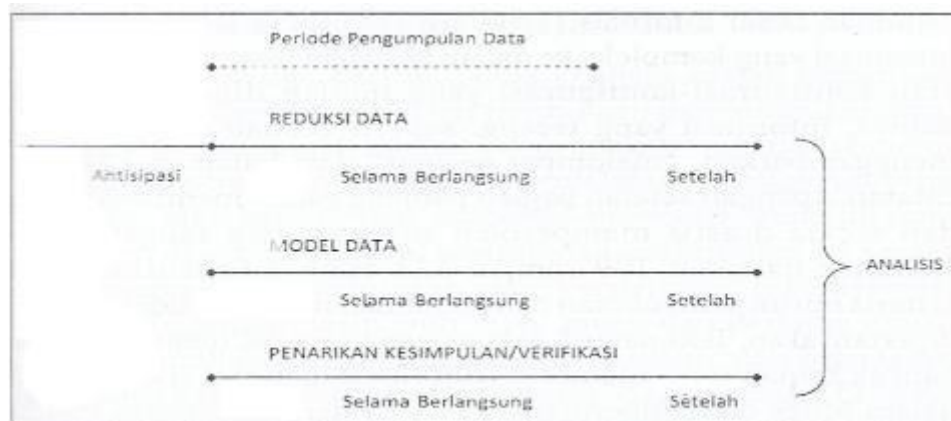 Periode Pengumpulan Data
REDUKSI DATA
Antisipasi Selama Berlangsung Setelah
MODEL DATA
ANALISIS
Selama Berlangsung Setelah
PENARIKAN KESIMPULAN/VERIFIKASI
Selama Berlangsung Setelah